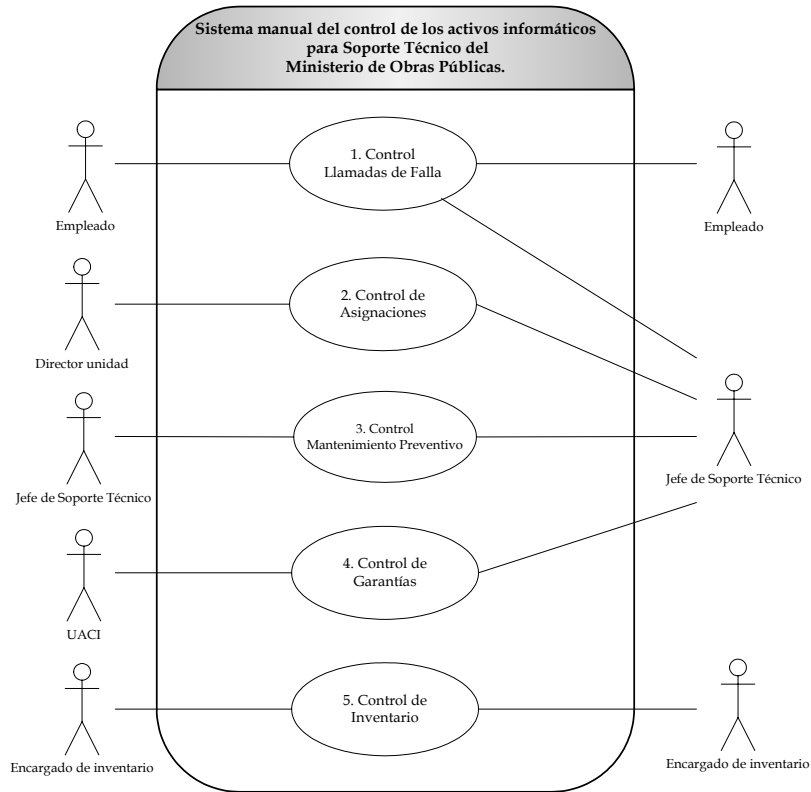 Sistema manual del control de los activos informáticos
para Soporte Técnico del
Ministerio de Obras Públicas.
1. Control
Llamadas de Falla
Empleado
Empleado
2. Control de
Asignaciones
Director unidad
3. Control
Mantenimiento Preventivo
Jefe de Soporte Técnico
Jefe de Soporte Técnico
4. Control de
Garantías
UACI
5. Control de
Inventario
Encargado de inventario
Encargado de inventario